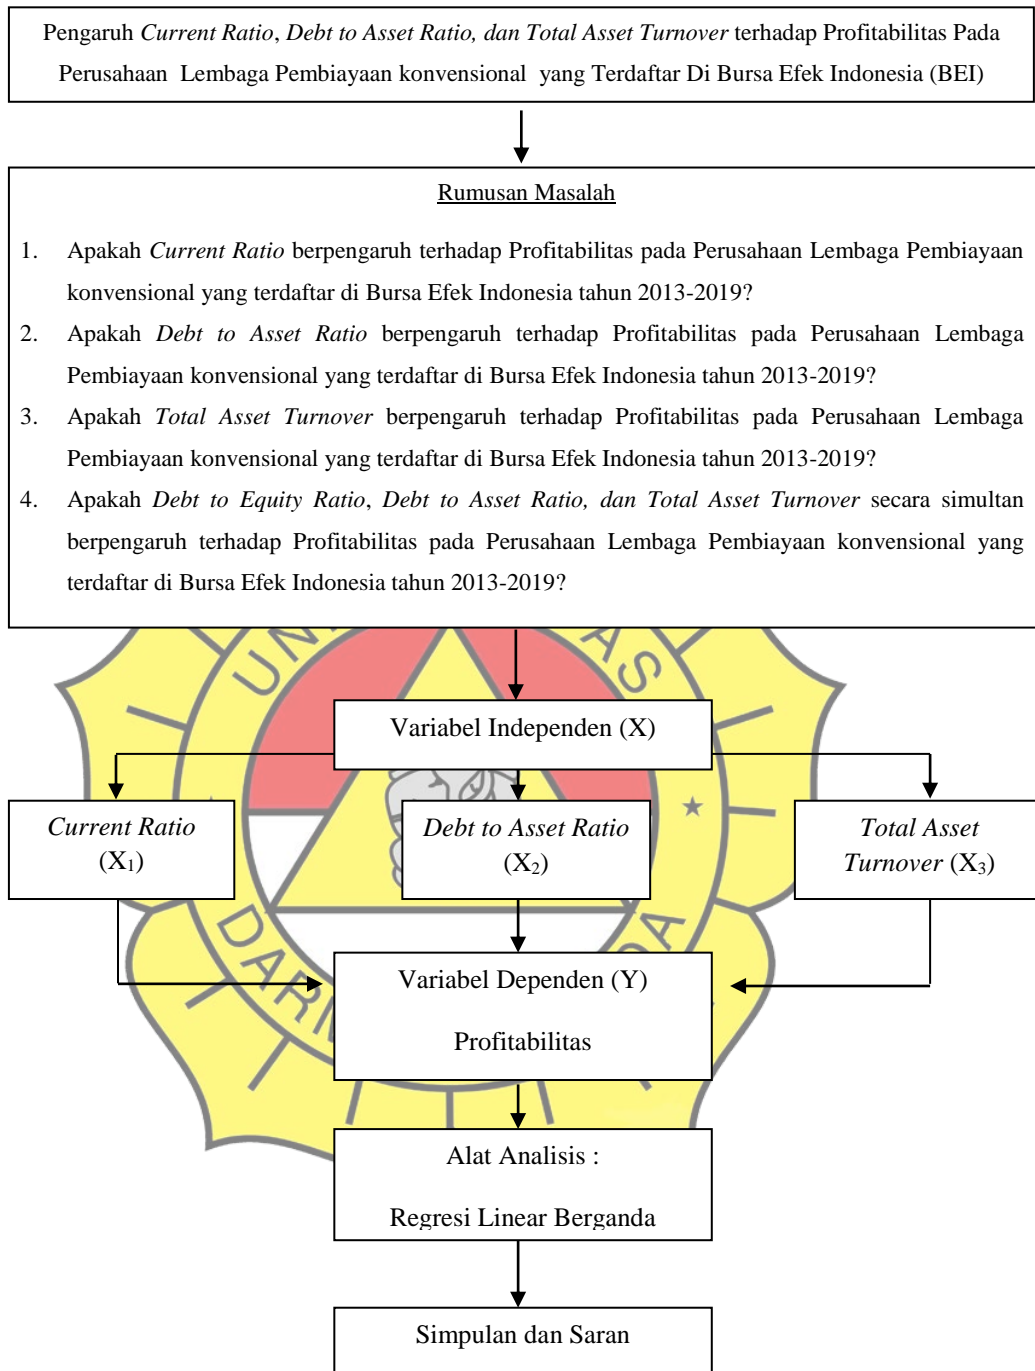 Pengaruh Current Ratio, Debt to Asset Ratio, dan Total Asset Turnover terhadap Profitabilitas Pada
Perusahaan Lembaga Pembiayaan konvensional yang Terdaftar Di Bursa Efek Indonesia (BEI)
Rumusan Masalah
1. Apakah Current Ratio berpengaruh terhadap Profitabilitas pada Perusahaan Lembaga Pembiayaan
konvensional yang terdaftar di Bursa Efek Indonesia tahun 2013-2019?
2. Apakah Debt to Asset Ratio berpengaruh terhadap Profitabilitas pada Perusahaan Lembaga
Pembiayaan konvensional yang terdaftar di Bursa Efek Indonesia tahun 2013-2019?
3. Apakah Total Asset Turnover berpengaruh terhadap Profitabilitas pada Perusahaan Lembaga
Pembiayaan konvensional yang terdaftar di Bursa Efek Indonesia tahun 2013-2019?
4. Apakah Debt to Equity Ratio, Debt to Asset Ratio, dan Total Asset Turnover secara simultan
berpengaruh terhadap Profitabilitas pada Perusahaan Lembaga Pembiayaan konvensional yang
terdaftar di Bursa Efek Indonesia tahun 2013-2019?
Variabel Independen (X)
Current Ratio
(X₁)
Debt to Asset Ratio
(X₂)
Total Asset
Turnover (X₃)
Variabel Dependen (Y)
Profitabilitas
Alat Analisis :
Regresi Linear Berganda
Simpulan dan Saran